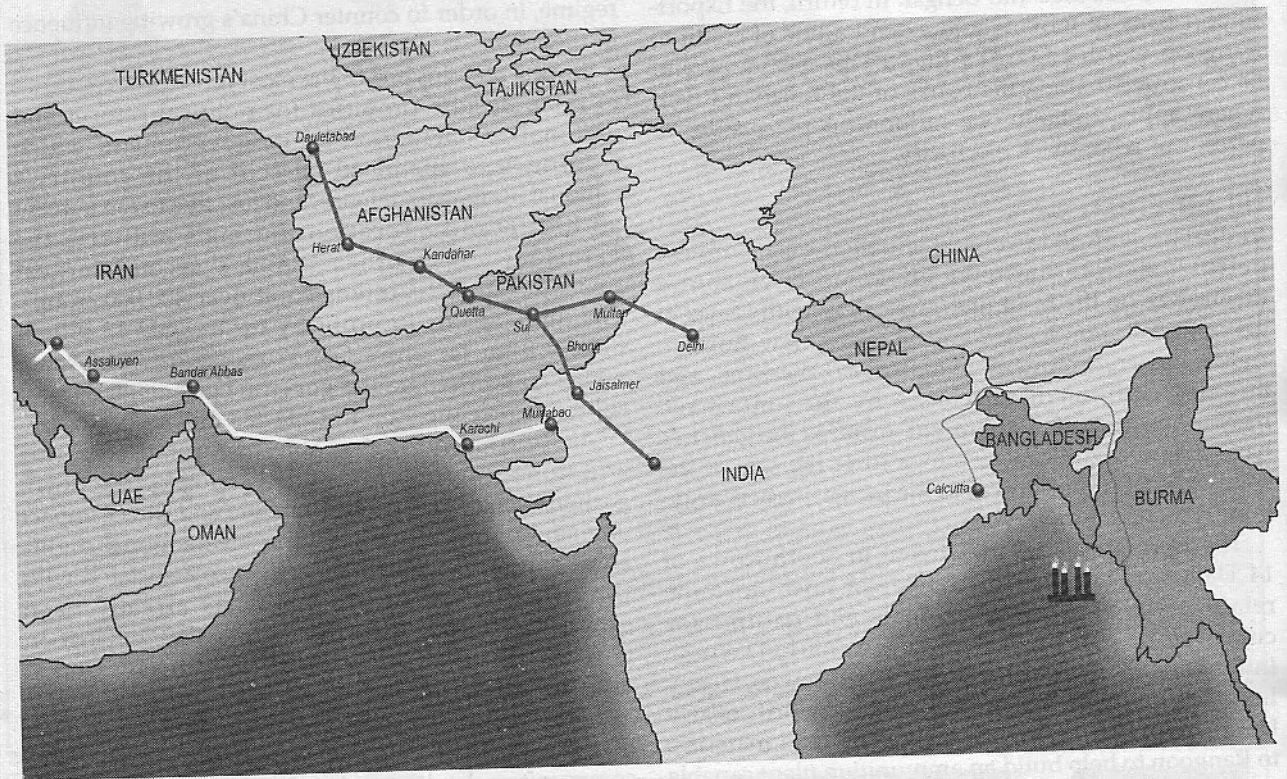 UZBEKISTAN
TURKMENISTAN
TAJIKISTAN
Dauletabad
AFGHANISTAN
Herat
Kandahar
CHINA
IRAN
PAKISTAN
Quetta
Sui
Multan
Bhong
Delhi
NEPAL
Assaluyen
Bandar Abbas
Jaisalmer
Munabao
Karachi
BANGLADESH
INDIA
Calcutta
UAE
BURMA
OMAN